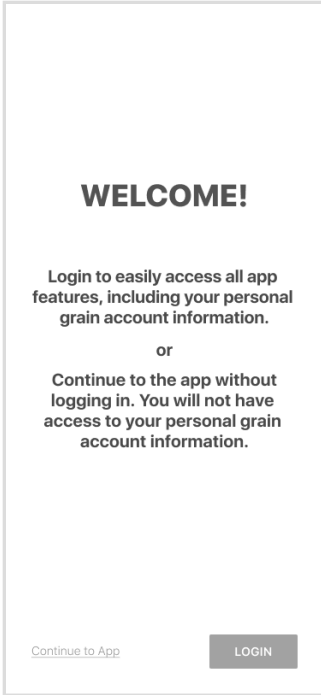 WELCOME!
Login to easily access all app
features, including your personal
grain account information.
or
Continue to the app without
logging in. You will not have
access to your personal grain
account information.
Continue to App
LOGIN